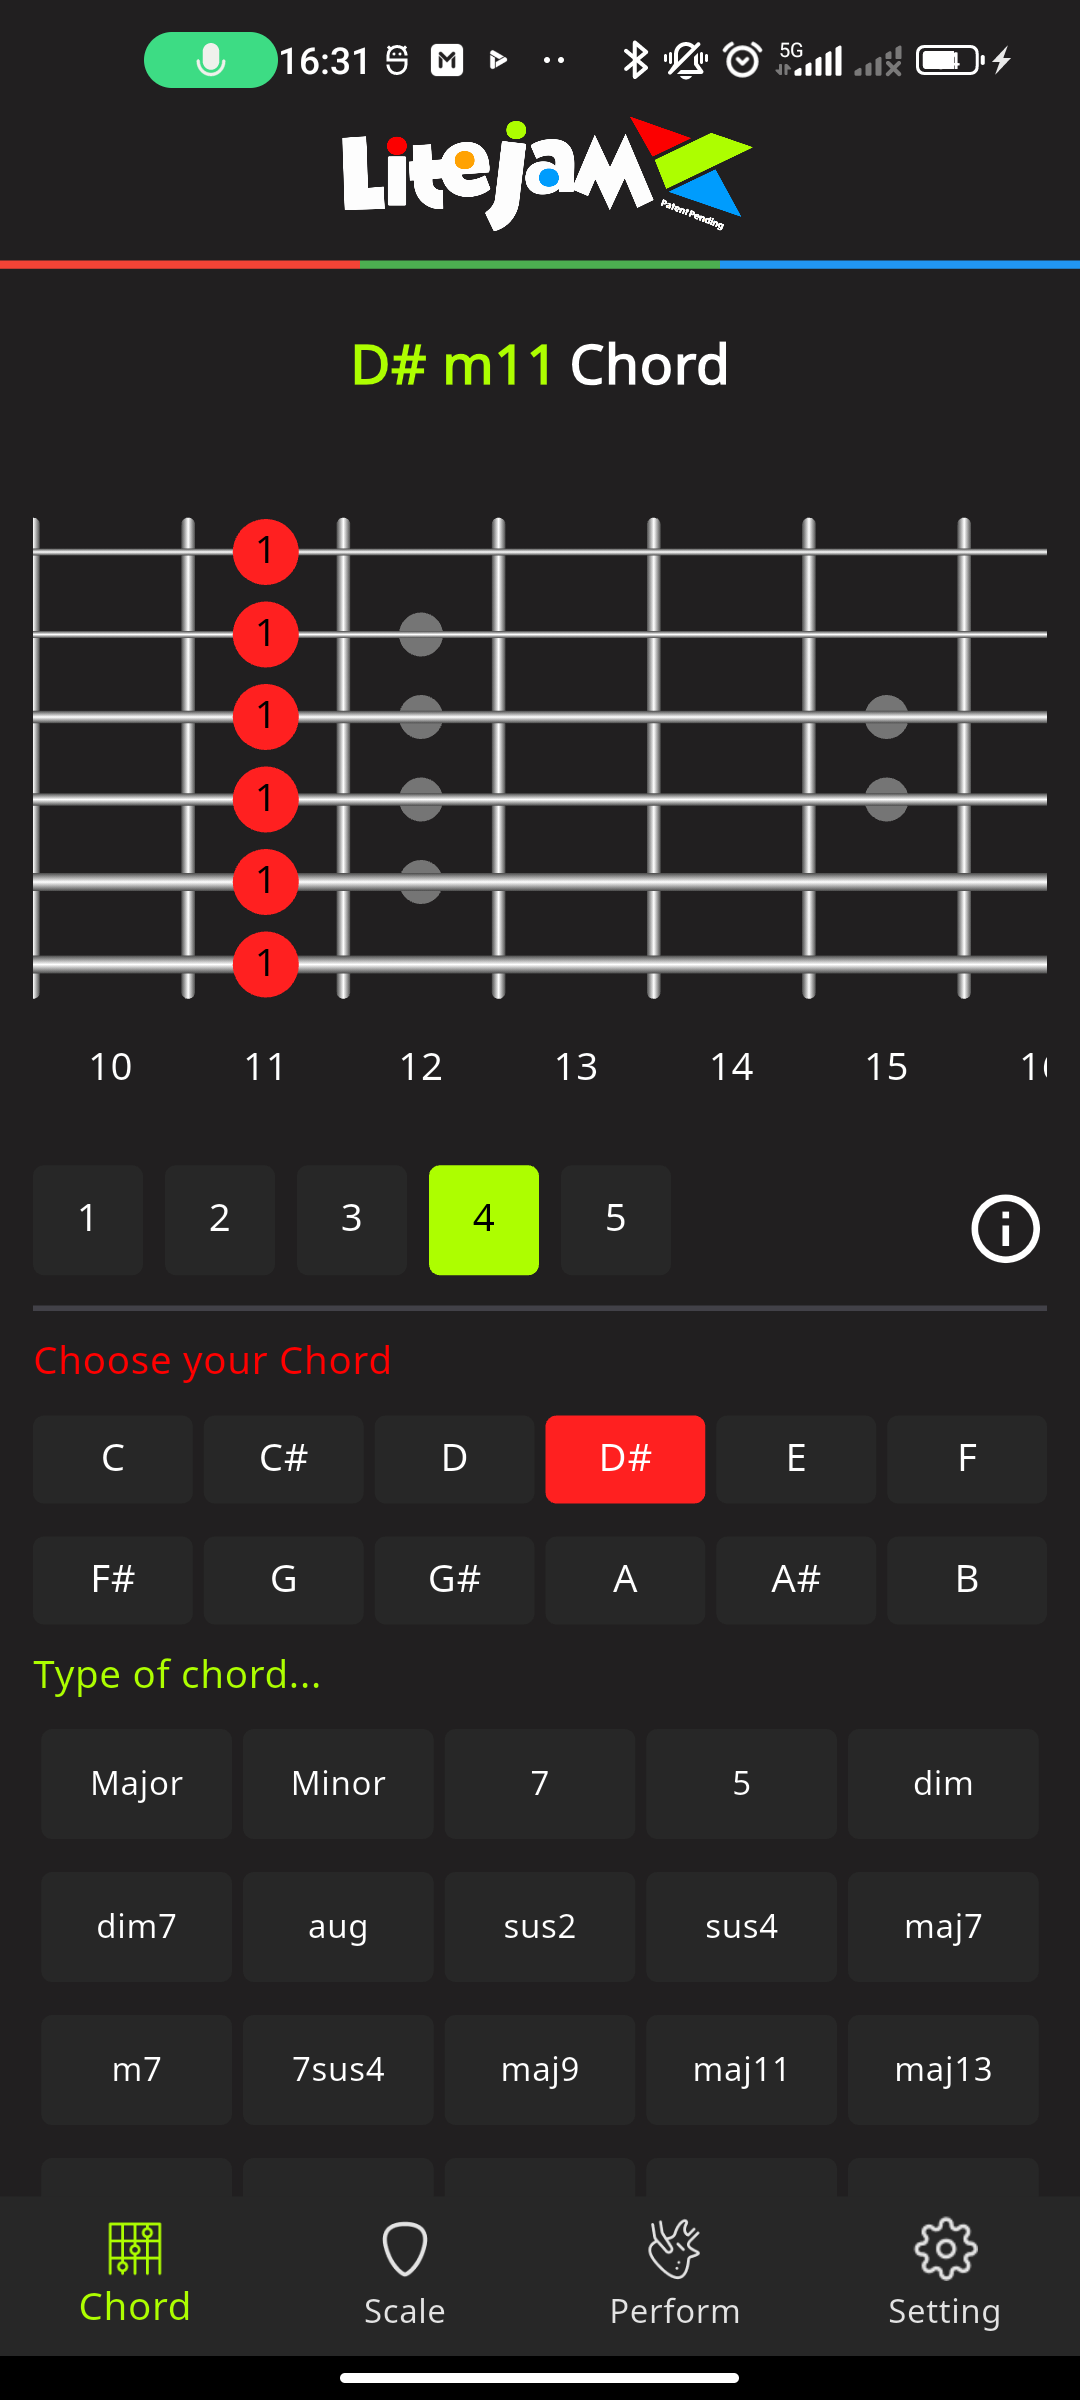 16:31
5G
Litejam
Patent Pending
D# m11 Chord
1
1
1
1
1
1
10 11 12 13 14 15
1 2 3 4 5
Choose your Chord
C C# D D# E F
F# G G# A A# B
Type of chord...
Major Minor 7 5 dim
dim7 aug sus2 sus4 maj7
m7 7sus4 maj9 maj11 maj13
Chord Scale Perform Setting